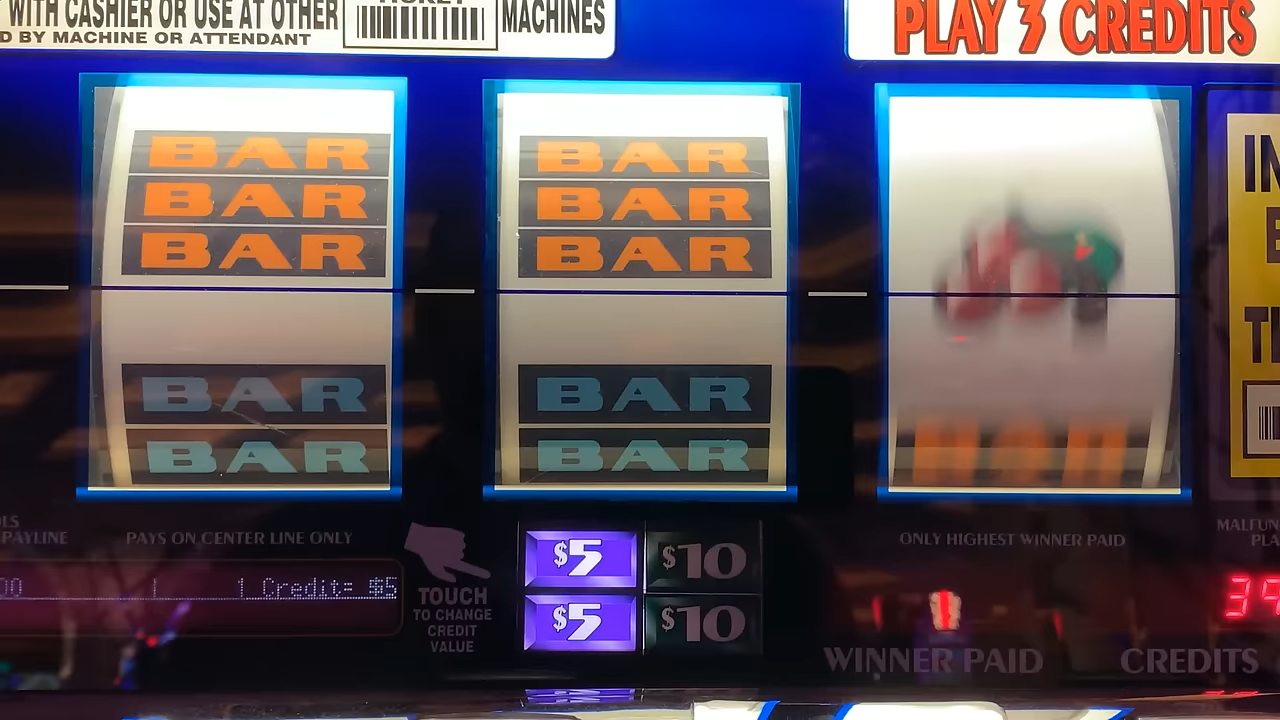 WITH CASHIER OR USE AT OTHER
D BY MACHINE OR ATTENDANT
TICKET
MACHINES
PLAY 3 CREDITS
BAR
BAR
BAR
BAR
BAR
BAR
BAR
BAR
BAR
BAR
PAYLINE
PAYS ON CENTER LINE ONLY
1 Credit= $5
TOUCH
TO CHANGE
CREDIT
VALUE
$5 $10
$5 $10
ONLY HIGHEST WINNER PAID
WINNER PAID
CREDITS